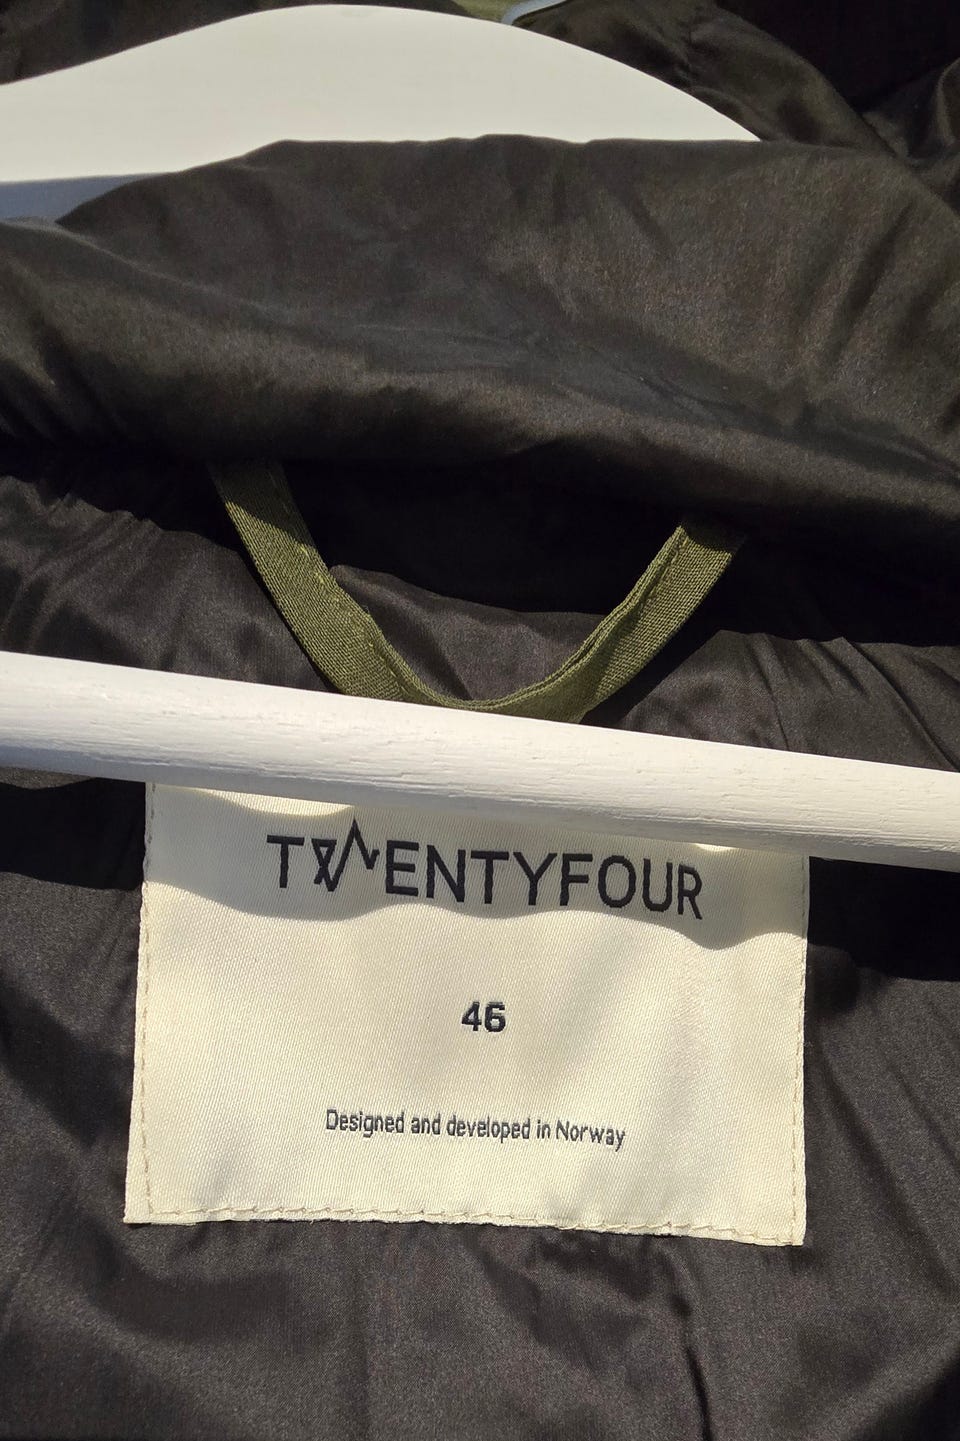 TWENTYFOUR
46
Designed and developed in Norway